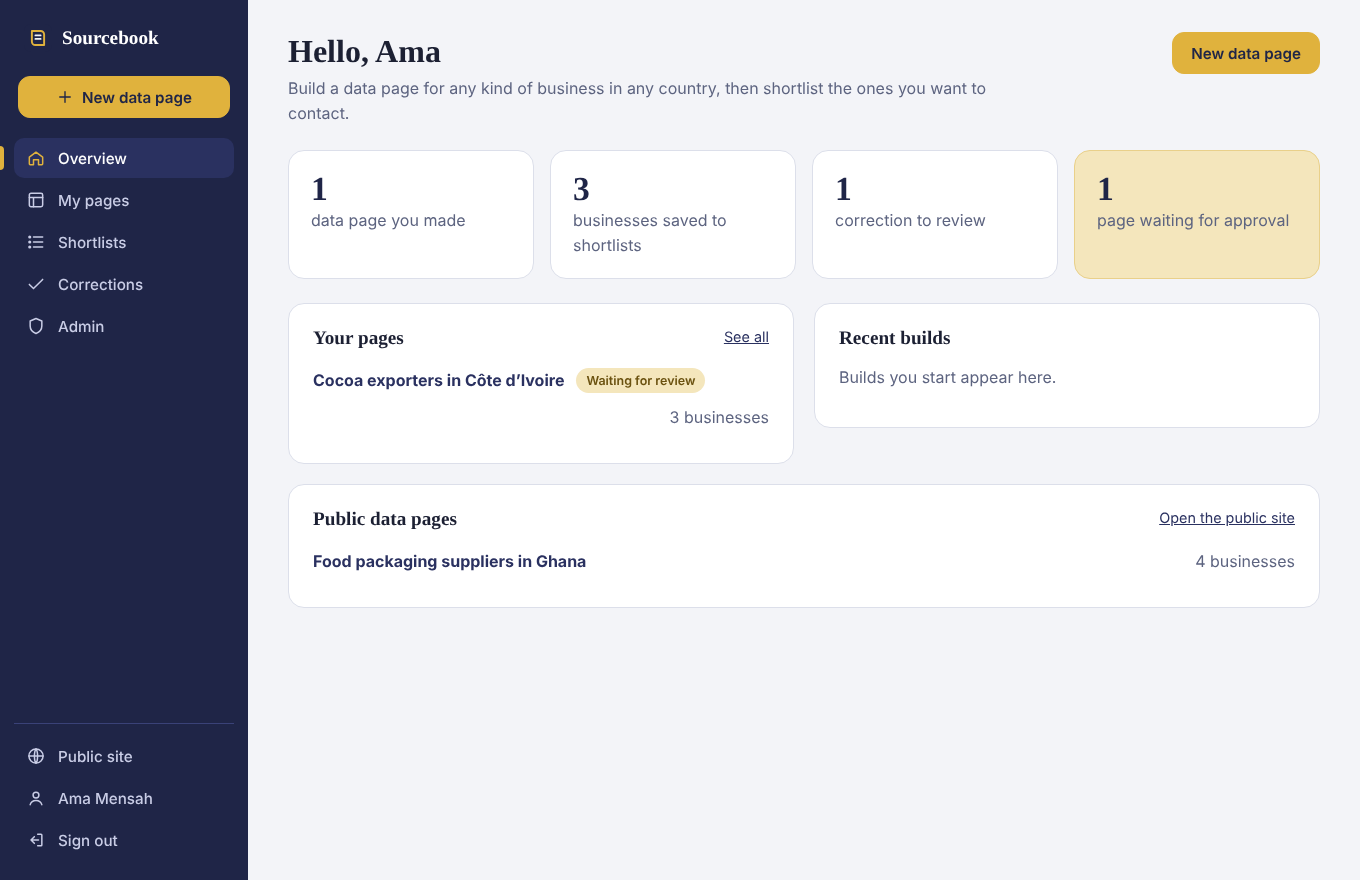 Sourcebook
New data page
Overview
My pages
Shortlists
Corrections
Admin
Public site
Ama Mensah
Sign out
Hello, Ama
Build a data page for any kind of business in any country, then shortlist the ones you want to
contact.
New data page
1
data page you made
3
businesses saved to
shortlists
1
correction to review
1
page waiting for approval
Your pages
See all
Cocoa exporters in Côte d’Ivoire
Waiting for review
3 businesses
Recent builds
Builds you start appear here.
Public data pages
Open the public site
Food packaging suppliers in Ghana
4 businesses